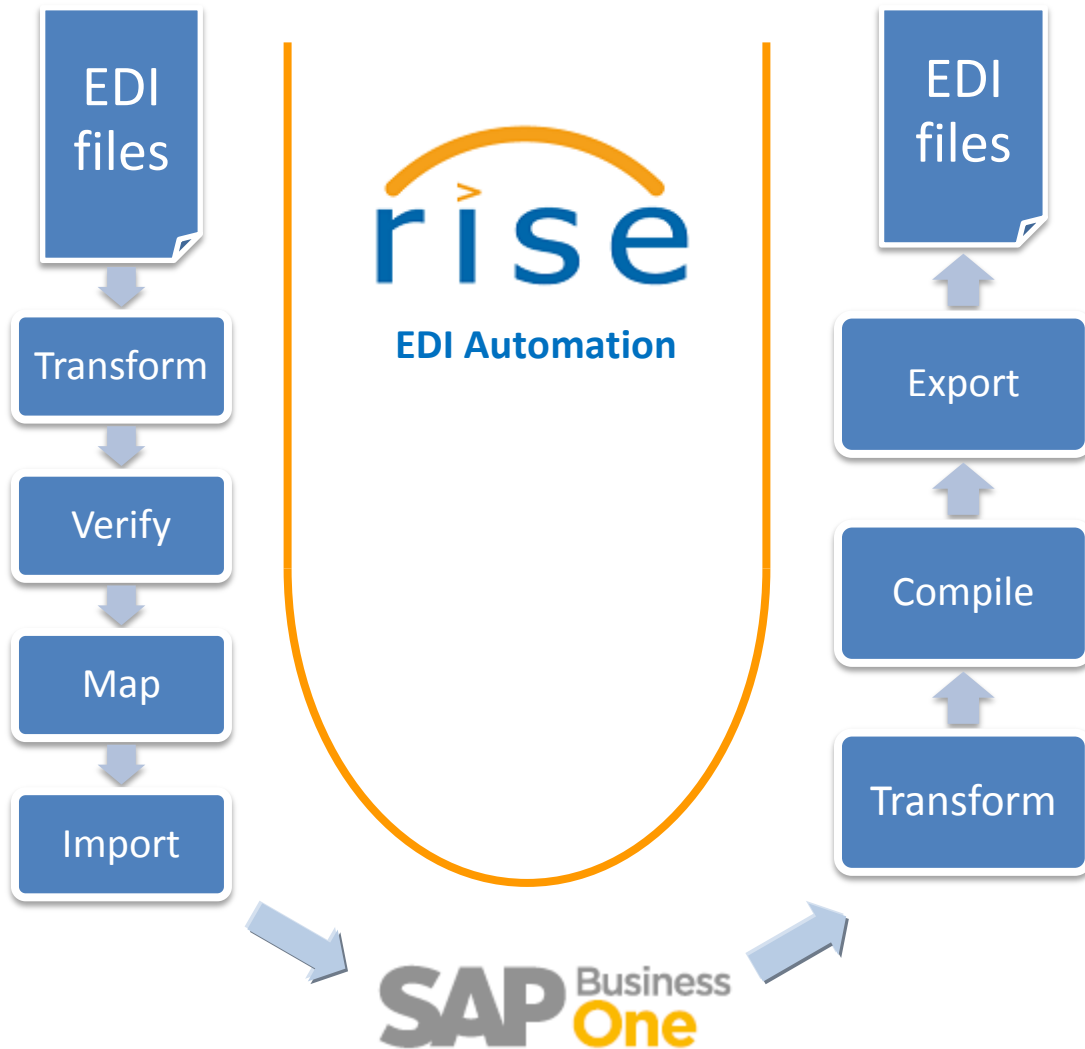 EDI
files
Transform
Verify
Map
Import
rise
EDI Automation
SAP Business
One
EDI
files
Export
Compile
Transform